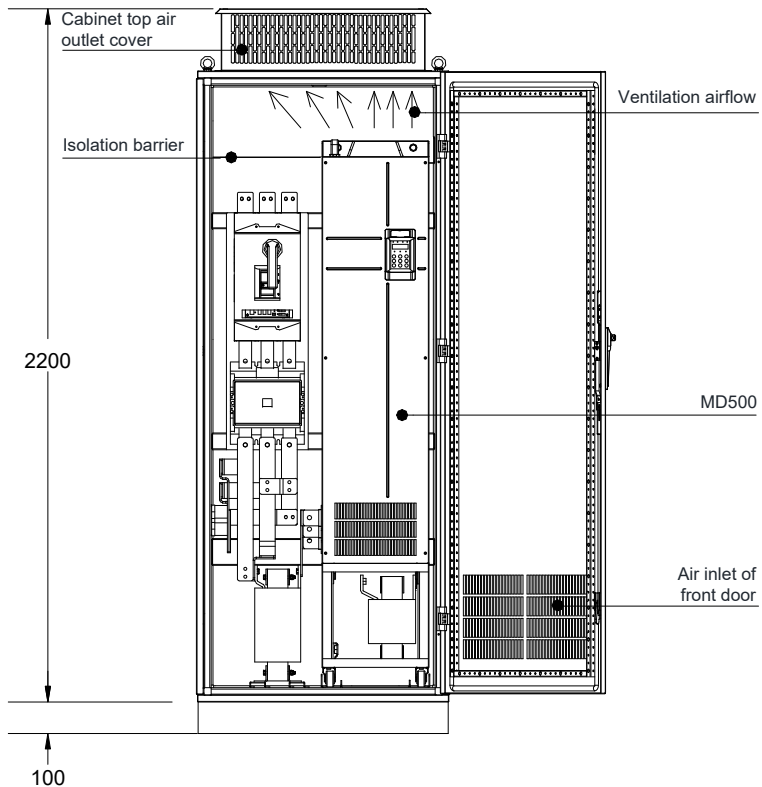 Cabinet top air
outlet cover
Ventilation airflow
Isolation barrier
2200
MD500
Air inlet of
front door
100